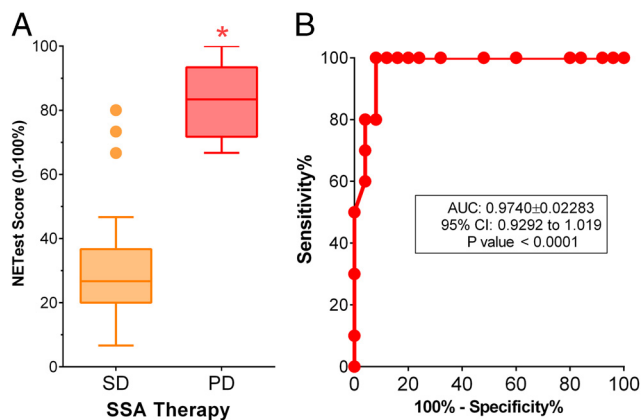 A
NETest Score (0-100%)
100
80
60
40
20
0
*
SD
PD
SSA Therapy
B
Sensitivity%
100
80
60
40
20
0
AUC: 0.9740±0.02283
95% CI: 0.9292 to 1.019
P value < 0.0001
0
20
40
60
80
100
100% - Specificity%